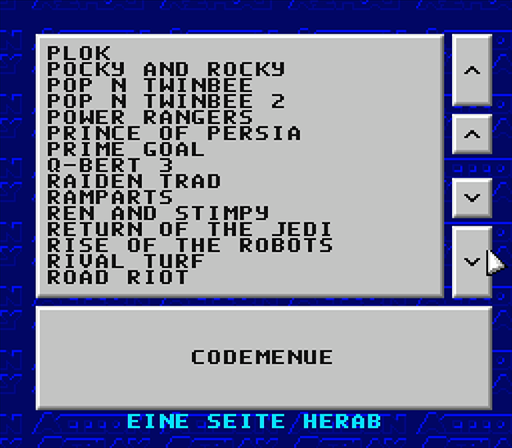 PLOK
POCKY AND ROCKY
POP N TWINBEE
POP N TWINBEE 2
POWER RANGERS
PRINCE OF PERSIA
PRIME GOAL
Q-BERT 3
RAIDEN TRAD
RAMPARTS
REN AND STIMPY
RETURN OF THE JEDI
RISE OF THE ROBOTS
RIVAL TURF
ROAD RIOT
CODEMENUE
EINE SEITE HERAB